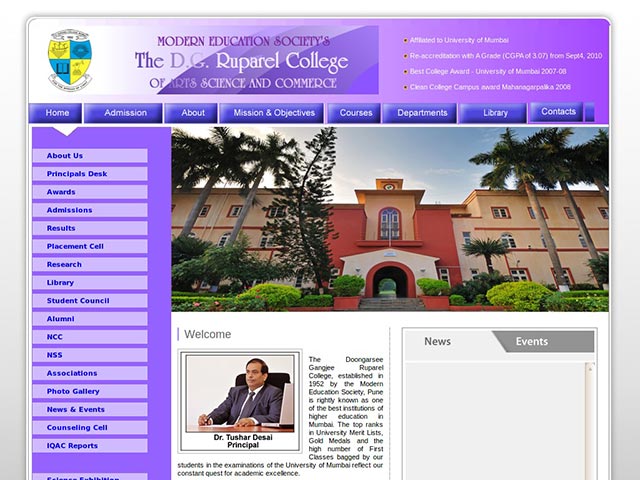 MODERN EDUCATION SOCIETY'S
The D.G. Ruparel College
OF ARTS SCIENCE AND COMMERCE
Affiliated to University of Mumbai
Re-accreditation with A Grade (CGPA of 3.07) from Sept4, 2010
Best College Award - University of Mumbai 2007-08
Clean College Campus award Mahanagarpalika 2008
Home
Admission
About
Mission & Objectives
Courses
Departments
Library
Contacts
About Us
Principals Desk
Awards
Admissions
Results
Placement Cell
Research
Library
Student Council
Alumni
NCC
NSS
Associations
Photo Gallery
News & Events
Counseling Cell
IQAC Reports
Science Exhibition
Welcome
Dr. Tushar Desai
Principal
The Doongarsee
Gangjee Ruparel
College, established in
1952 by the Modern
Education Society, Pune
is rightly known as one
of the best institutions of
higher education in
Mumbai. The top ranks
in University Merit Lists,
Gold Medals and the
high number of First
Classes bagged by our
students in the examinations of the University of Mumbai reflect our
constant quest for academic excellence.
News
Events